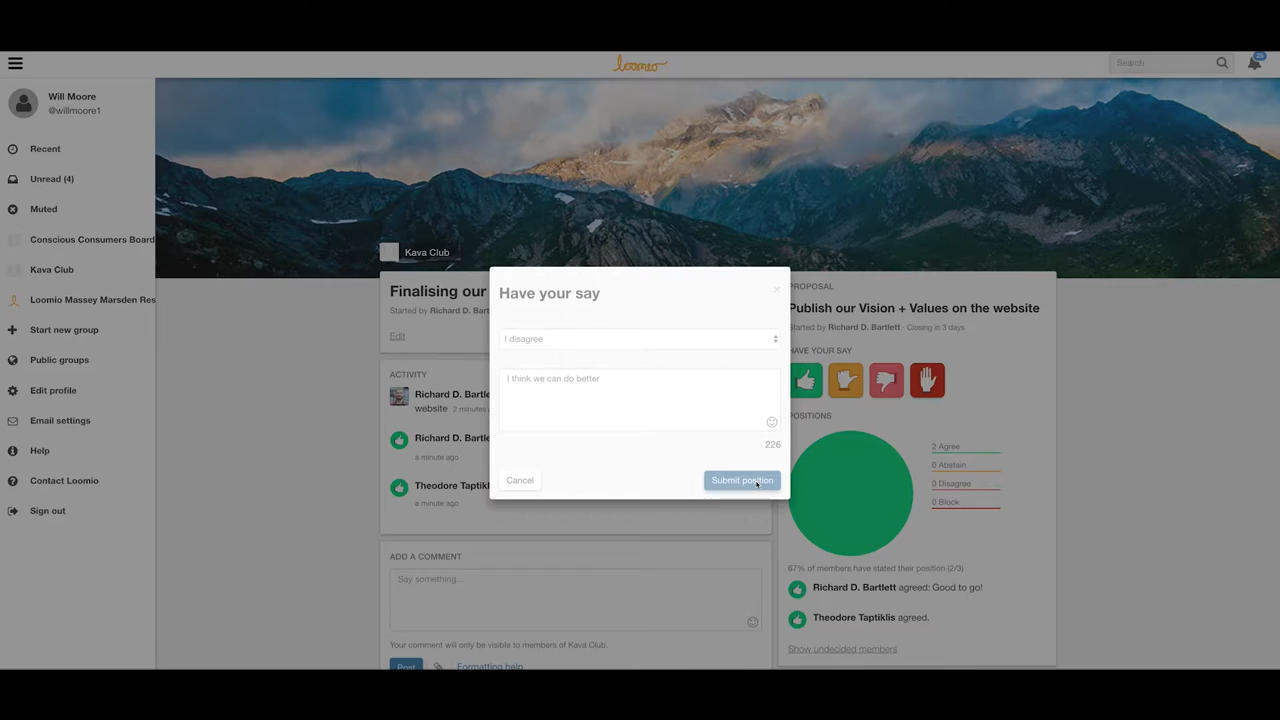 loomio
Search
25
Will Moore
@willmoore1
Recent
Unread (4)
Muted
Conscious Consumers Board
Kava Club
Loomio Massey Marsden Res
Start new group
Public groups
Edit profile
Email settings
Help
Contact Loomio
Sign out
Kava Club
Finalising our
Started by Richard D. Bart
Edit
ACTIVITY
Richard D. Bartle
website 2 minutes a
Richard D. Bartle
a minute ago
Theodore Taptikl
a minute ago
ADD A COMMENT
Say something...
Your comment will only be visible to members of Kava Club.
Post Formatting help
Have your say
×
I disagree
I think we can do better
226
Cancel
Submit position
PROPOSAL
Publish our Vision + Values on the website
Started by Richard D. Bartlett · Closing in 3 days
HAVE YOUR SAY
POSITIONS
2 Agree
0 Abstain
0 Disagree
0 Block
67% of members have stated their position (2/3)
Richard D. Bartlett agreed: Good to go!
Theodore Taptiklis agreed.
Show undecided members